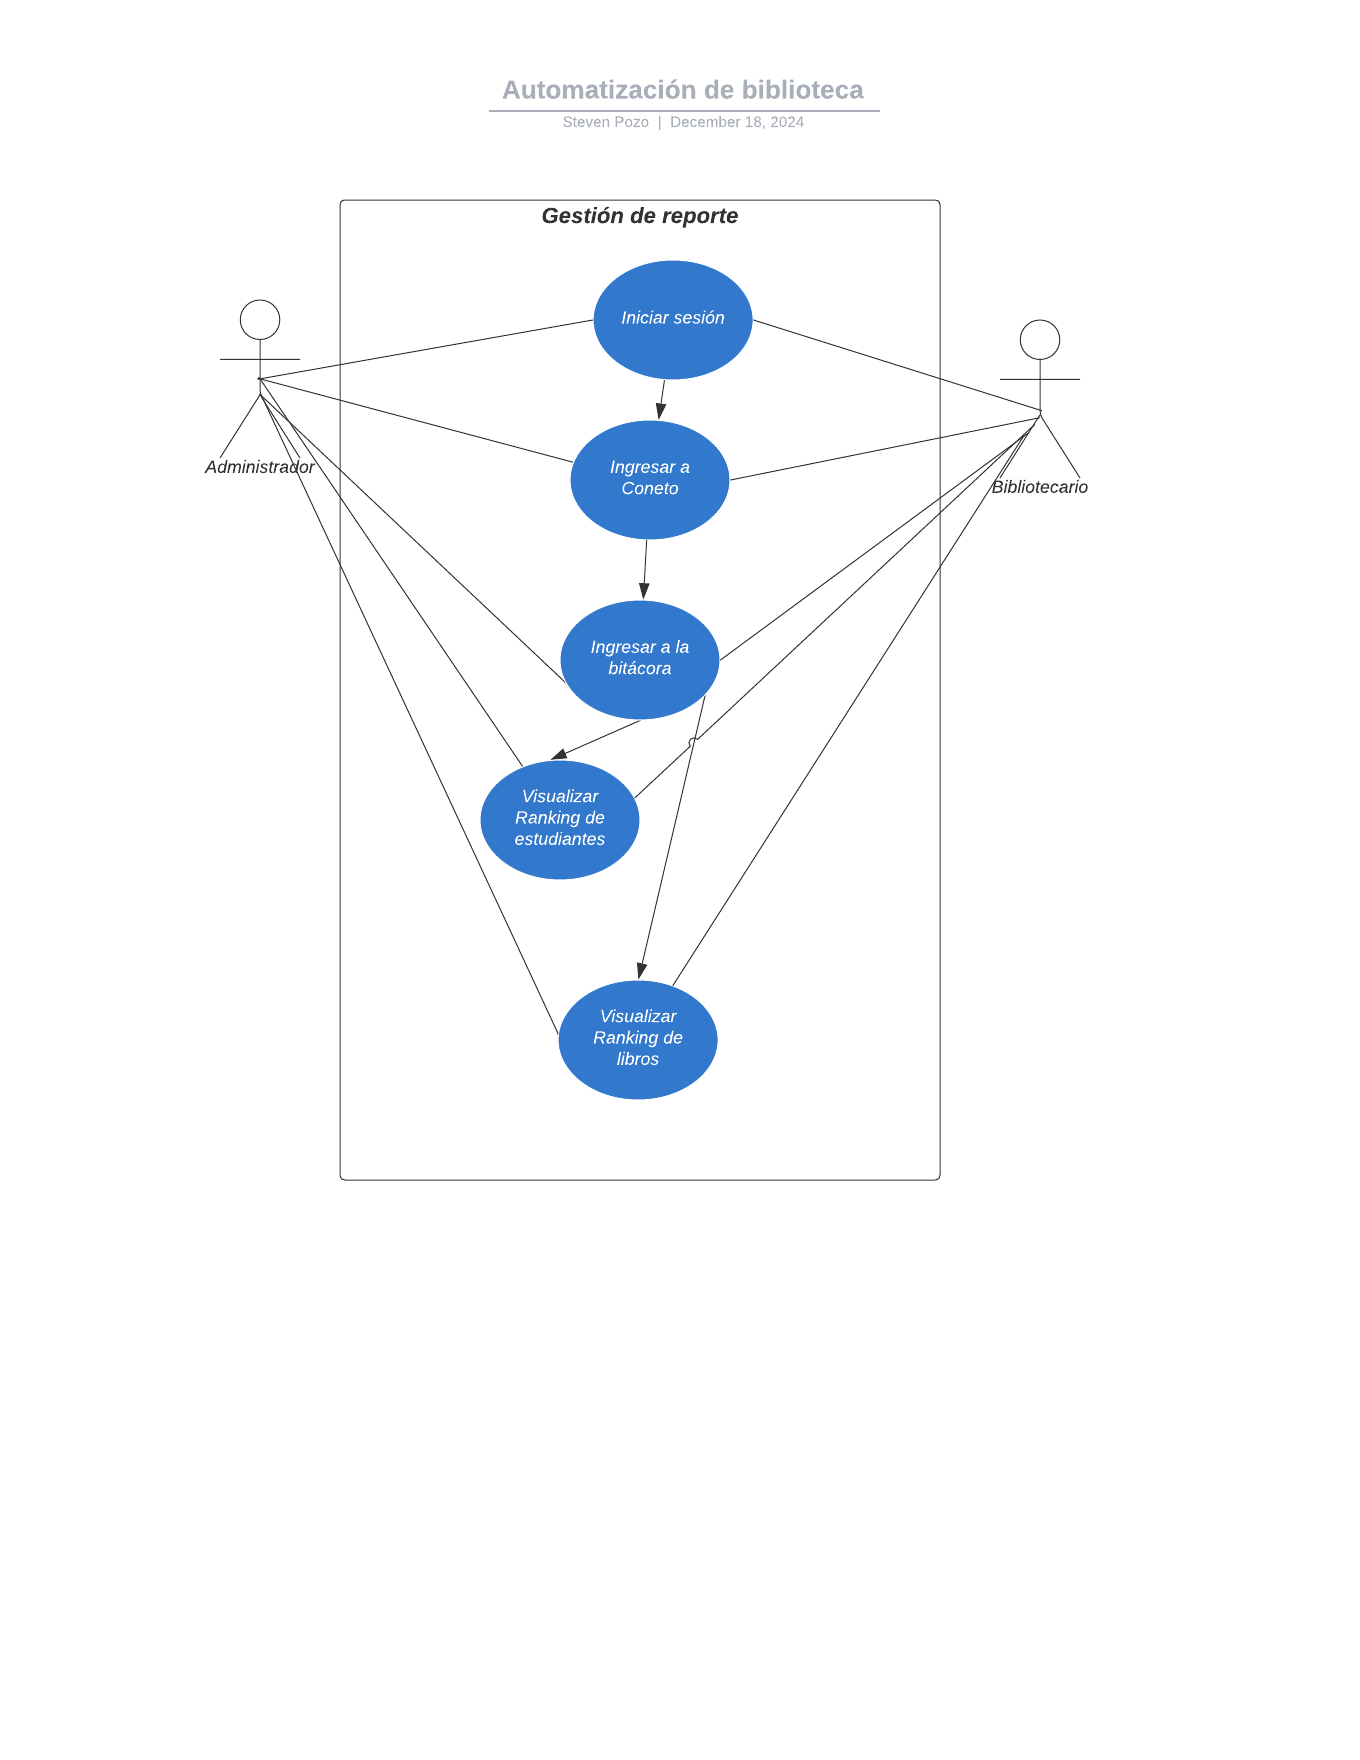 Automatización de biblioteca
Steven Pozo | December 18, 2024
Gestión de reporte
Iniciar sesión
Administrador
Ingresar a
Coneto
Bibliotecario
Ingresar a la
bitácora
Visualizar
Ranking de
estudiantes
Visualizar
Ranking de
libros